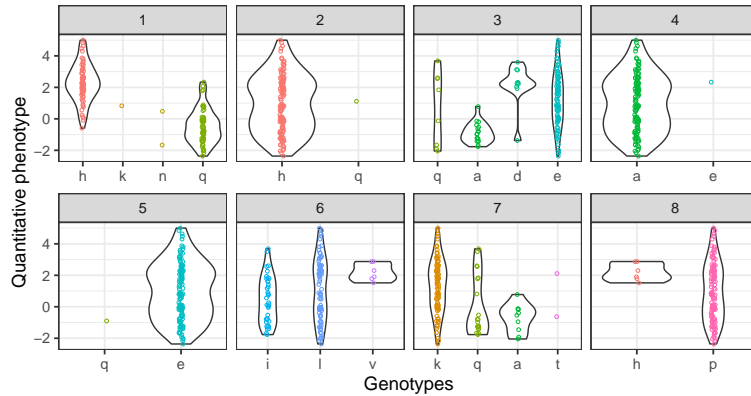 1 2 3 4
4
2
0
−2
h k n q h q q a d e a e
5 6 7 8
4
2
0
−2
q e i l v k q a t h p
Quantitative phenotype
Genotypes